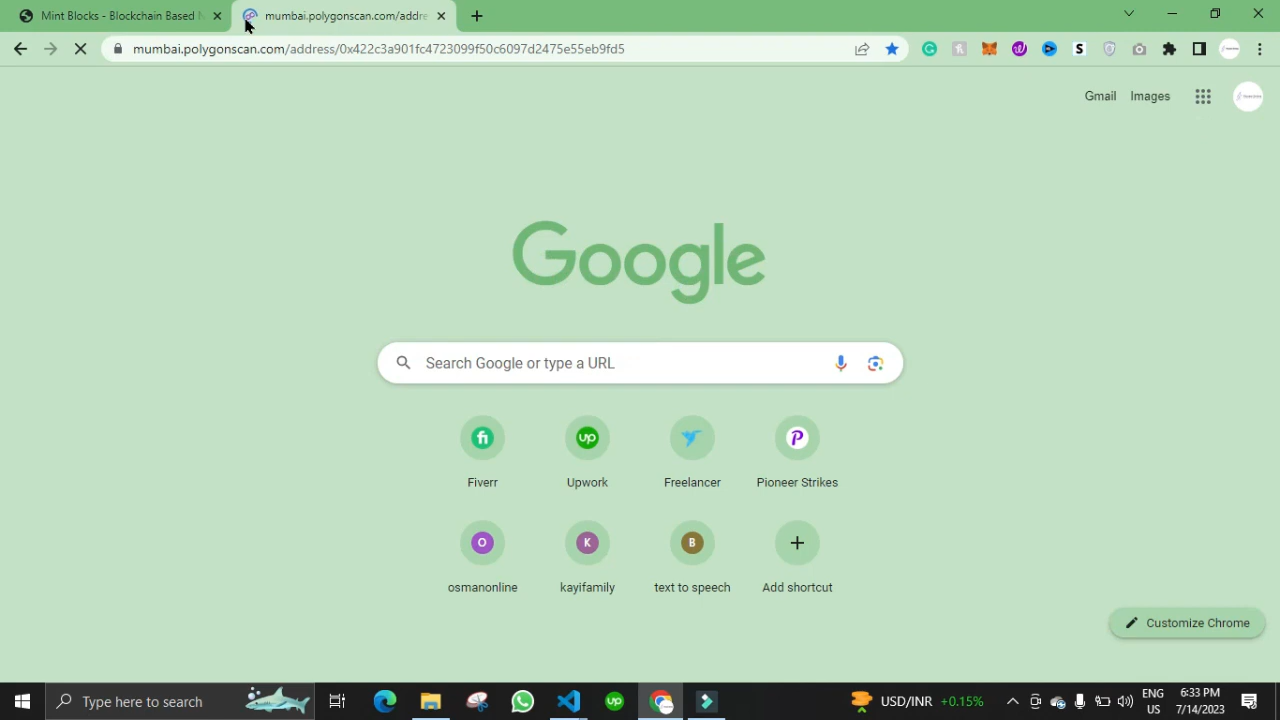 Mint Blocks - Blockchain Based
mumbai.polygonscan.com/addre
mumbai.polygonscan.com/address/0x422c3a901fc4723099f50c6097d2475e55eb9fd5
Gmail Images
Google
Search Google or type a URL
Fiverr Upwork Freelancer Pioneer Strikes
O K B
osmanonline kayifamily text to speech Add shortcut
Customize Chrome
Type here to search
USD/INR +0.15%
ENG
US
6:33 PM
7/14/2023